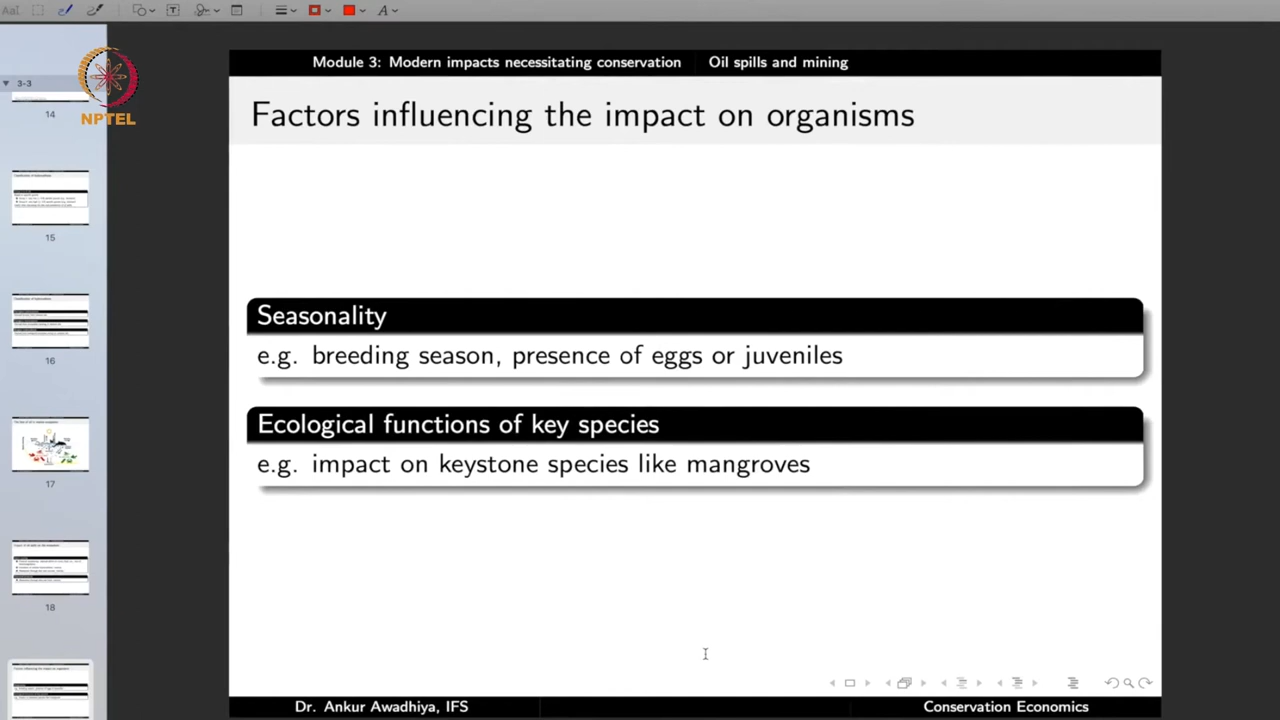 3-3
14
NPTEL
15
16
17
18
Module 3: Modern impacts necessitating conservation Oil spills and mining
Factors influencing the impact on organisms
Seasonality
e.g. breeding season, presence of eggs or juveniles
Ecological functions of key species
e.g. impact on keystone species like mangroves
Dr. Ankur Awadhiya, IFS Conservation Economics